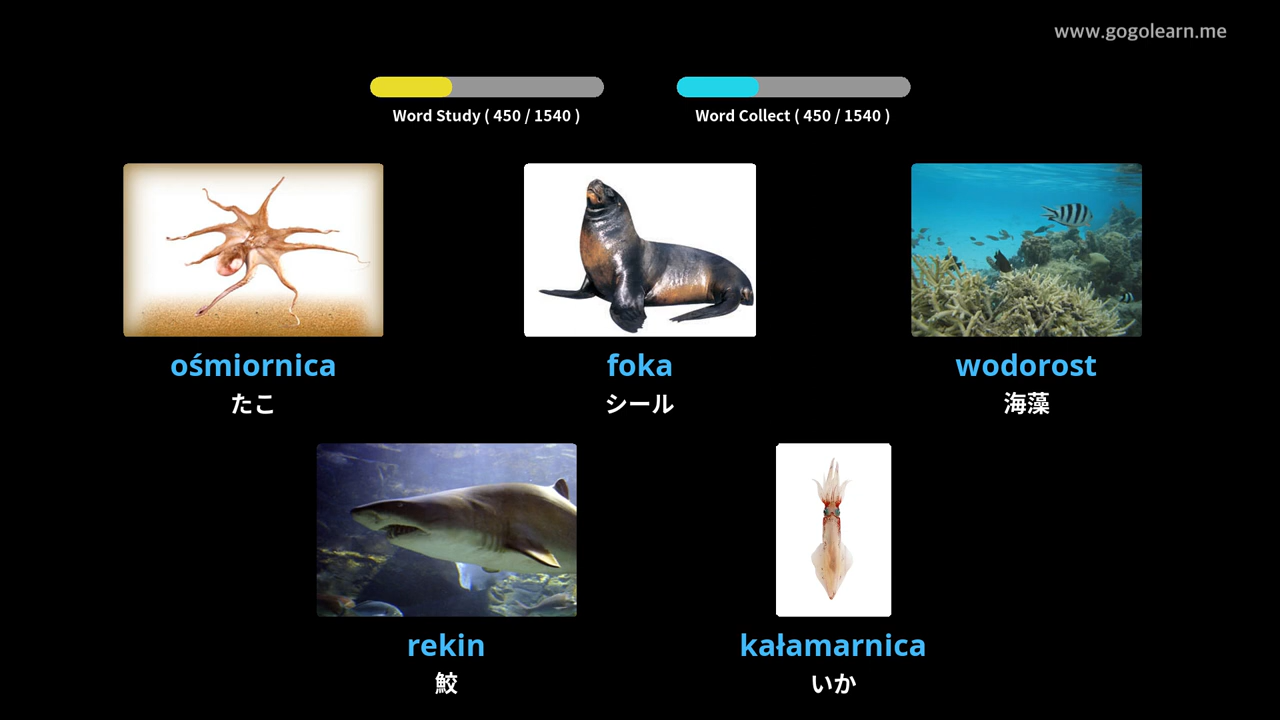 www.gogolearn.me
Word Study ( 450 / 1540 )
Word Collect ( 450 / 1540 )
ośmiornica
たこ
foka
シール
wodorost
海藻
rekin
鮫
kałamarnica
いか